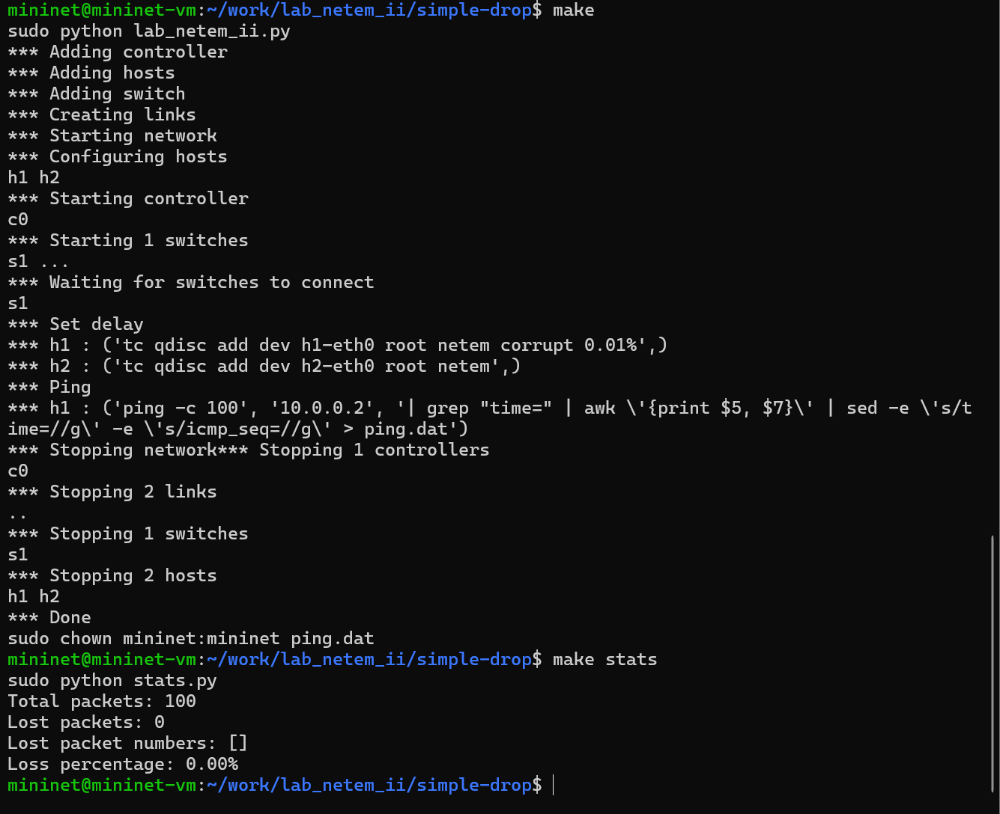 mininet@mininet-vm:~/work/lab_netem_ii/simple-drop$ make
sudo python lab_netem_ii.py
*** Adding controller
*** Adding hosts
*** Adding switch
*** Creating links
*** Starting network
*** Configuring hosts
h1 h2
*** Starting controller
c0
*** Starting 1 switches
s1 ...
*** Waiting for switches to connect
s1
*** Set delay
*** h1 : ('tc qdisc add dev h1-eth0 root netem corrupt 0.01%',)
*** h2 : ('tc qdisc add dev h2-eth0 root netem',)
*** Ping
*** h1 : ('ping -c 100', '10.0.0.2', '| grep "time=" | awk \'{print $5, $7}\' | sed -e \'s/t
ime=//g\' -e \'s/icmp_seq=//g\' > ping.dat')
*** Stopping network*** Stopping 1 controllers
c0
*** Stopping 2 links
..
*** Stopping 1 switches
s1
*** Stopping 2 hosts
h1 h2
*** Done
sudo chown mininet:mininet ping.dat
mininet@mininet-vm:~/work/lab_netem_ii/simple-drop$ make stats
sudo python stats.py
Total packets: 100
Lost packets: 0
Lost packet numbers: []
Loss percentage: 0.00%
mininet@mininet-vm:~/work/lab_netem_ii/simple-drop$